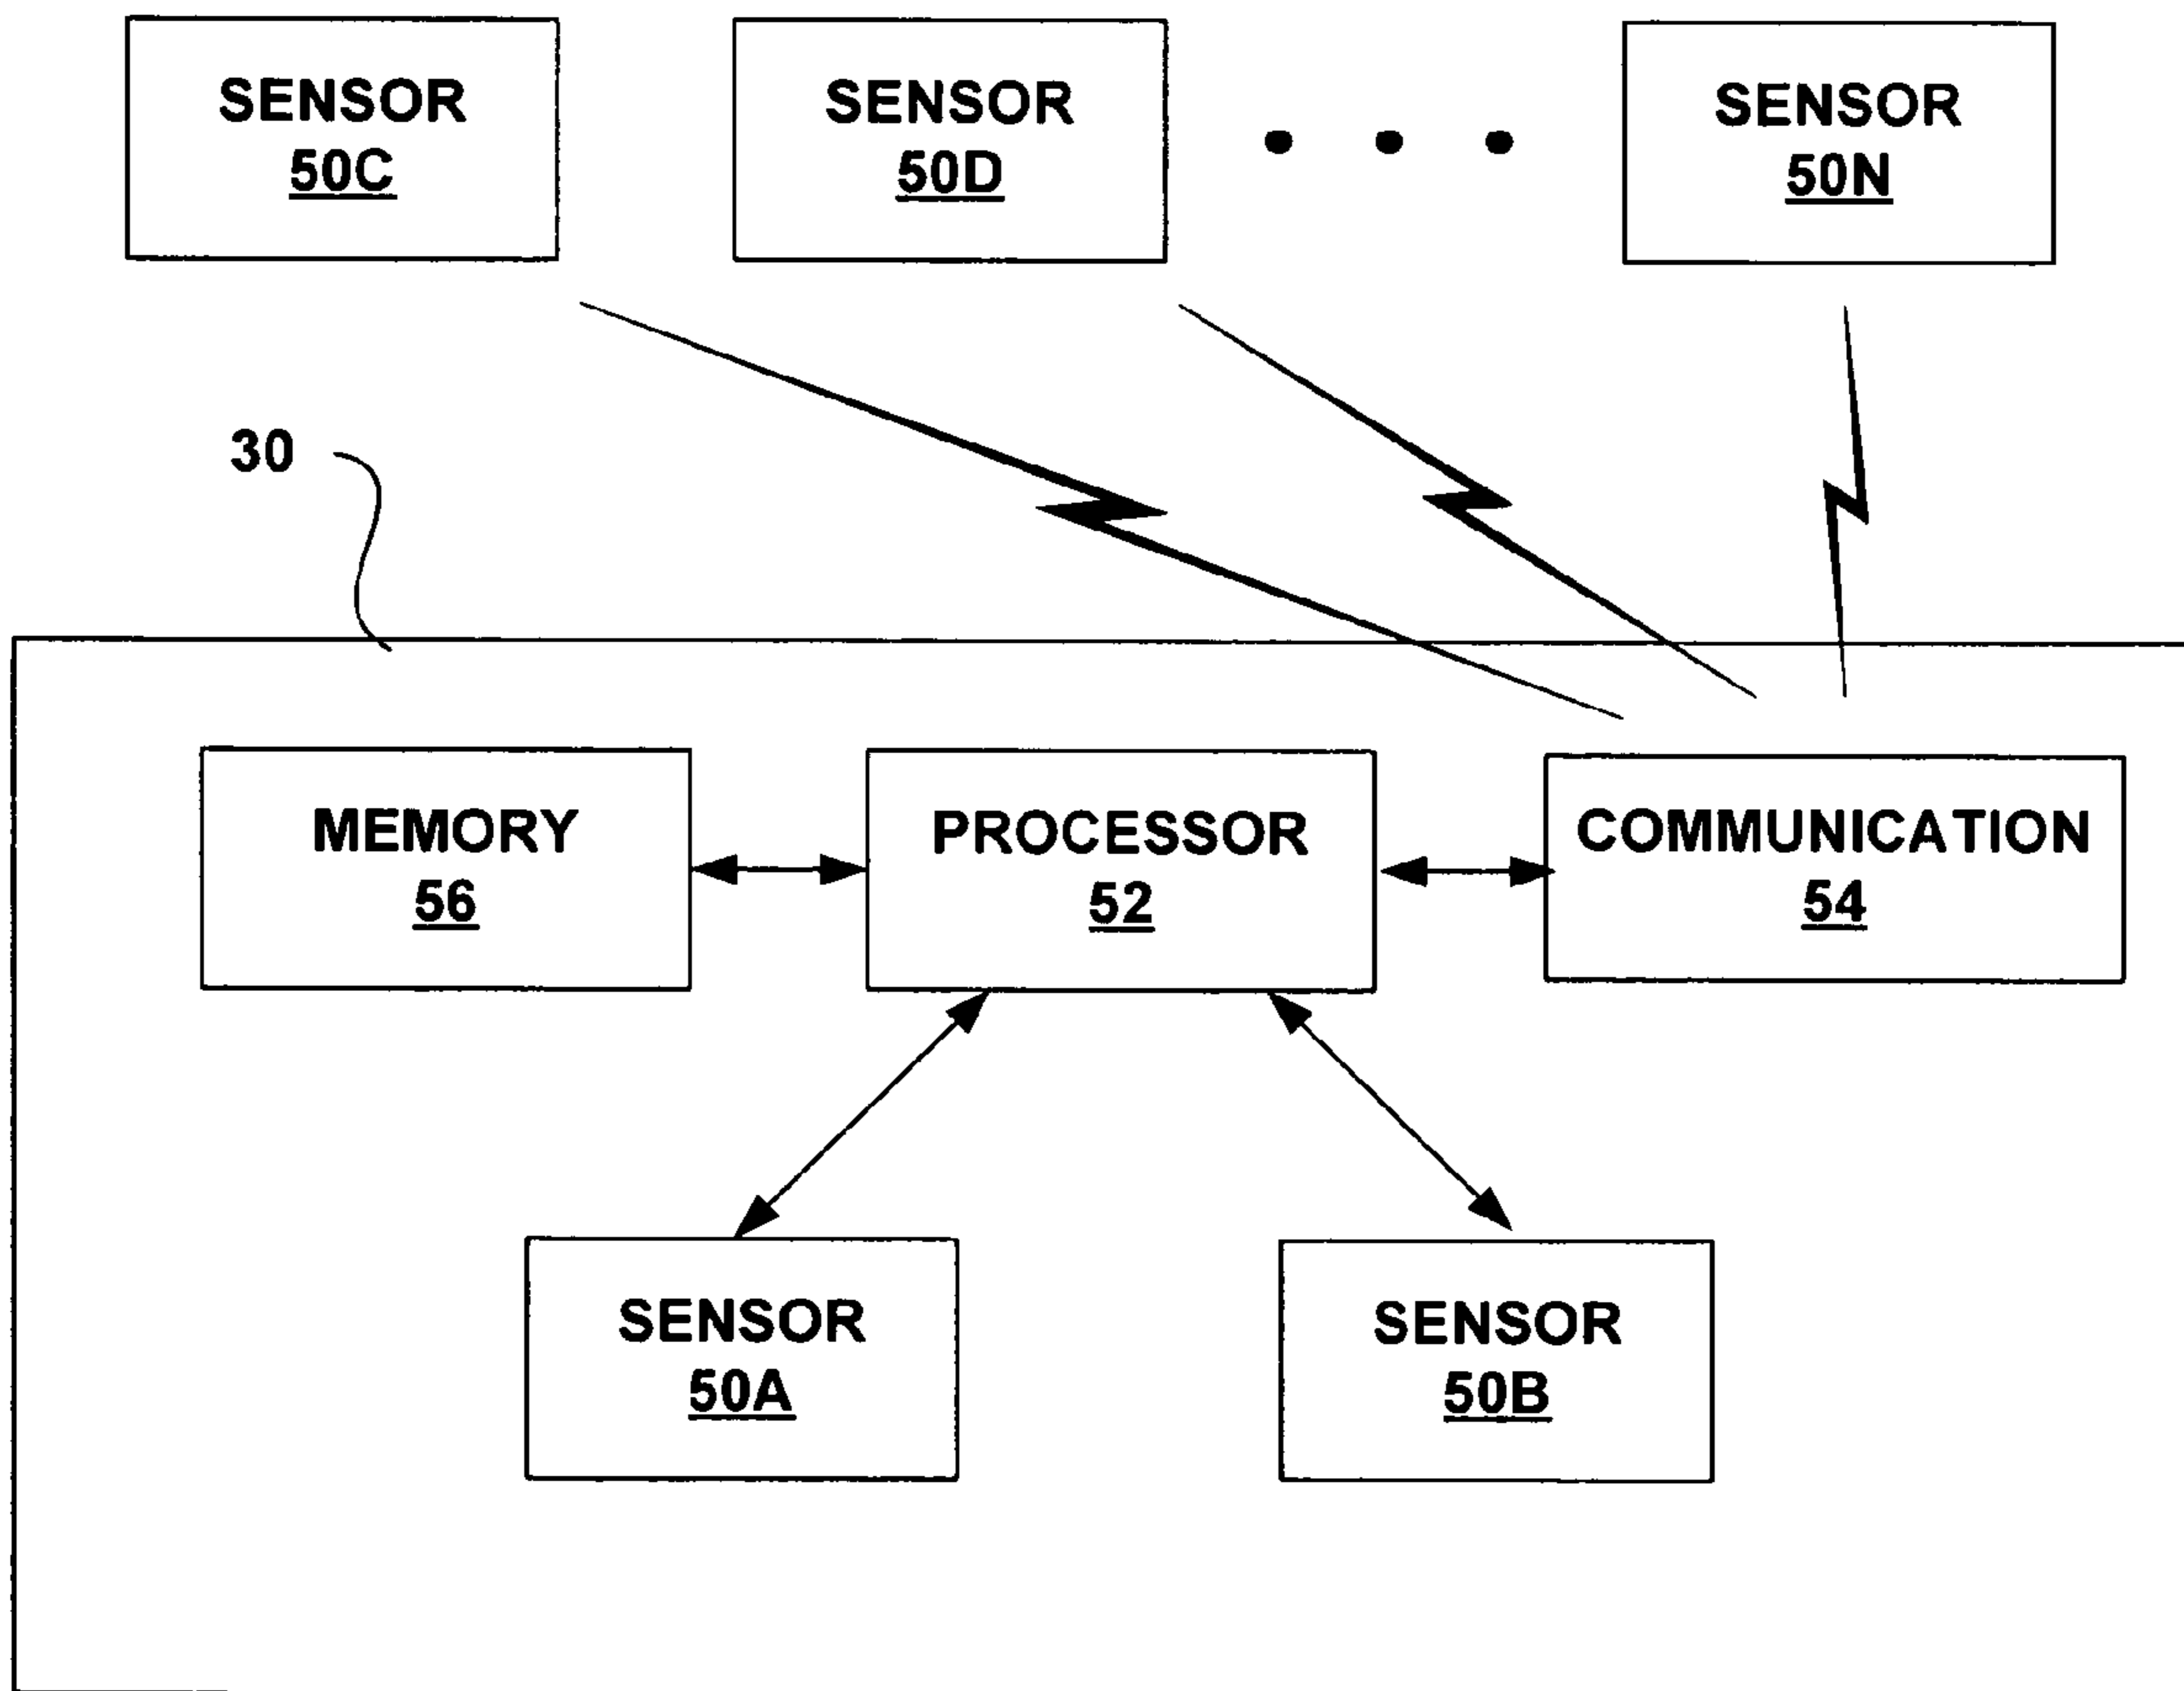 SENSOR
50C
SENSOR
50D
SENSOR
50N
30
MEMORY
56
PROCESSOR
52
COMMUNICATION
54
SENSOR
50A
SENSOR
50B